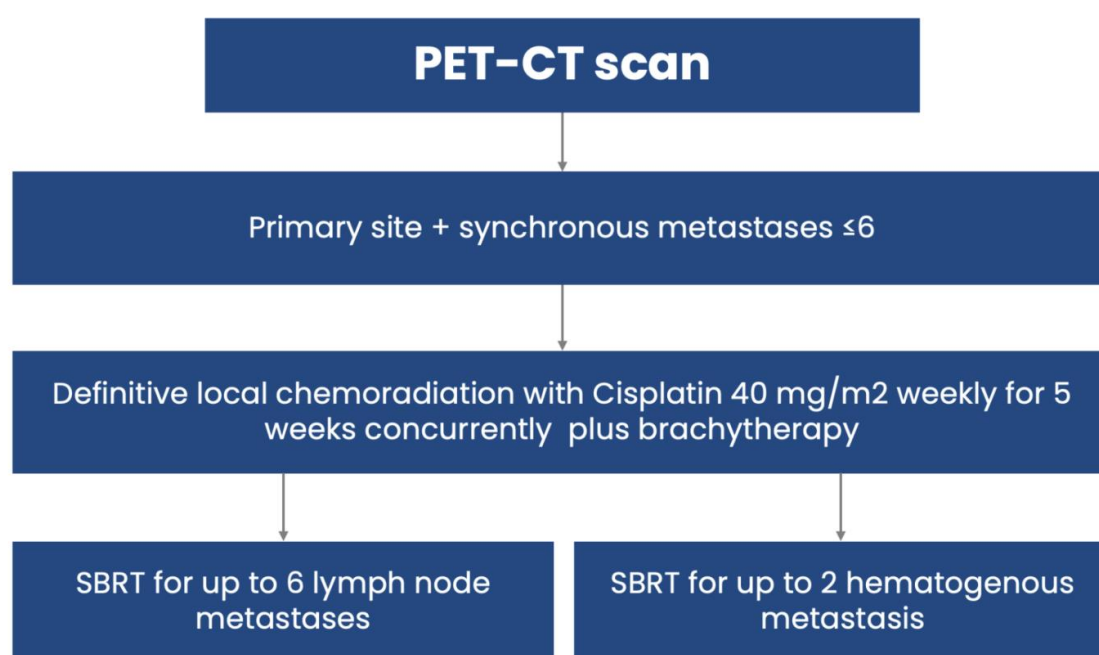 PET-CT scan
Primary site + synchronous metastases ≤6
Definitive local chemoradiation with Cisplatin 40 mg/m2 weekly for 5
weeks concurrently  plus brachytherapy
SBRT for up to 6 lymph node
metastases
SBRT for up to 2 hematogenous
metastasis